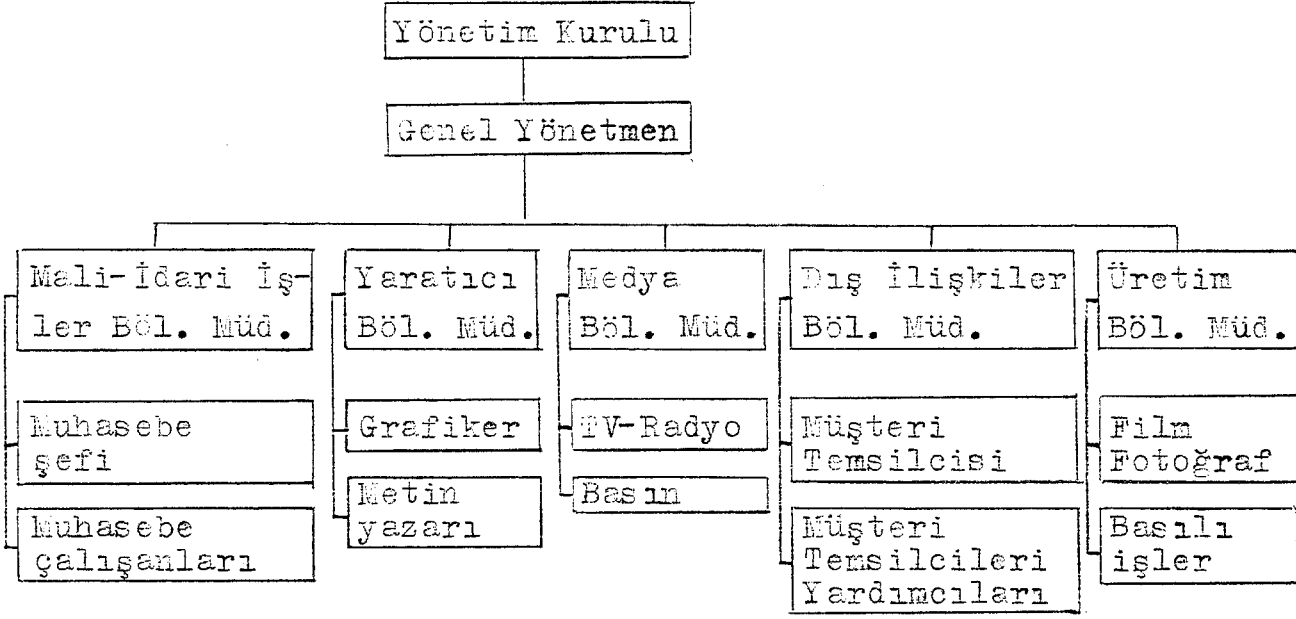 Yönetim Kurulu
Genel Yönetmen
Mali-İdari İş-
ler Böl. Müd.
Muhasebe
şefi
Muhasebe
çalışanları
Yaratıcı
Böl. Müd.
Grafiker
Metin
yazarı
Medya
Böl. Müd.
TV-Radyo
Basın
Dış İlişkiler
Böl. Müd.
Müşteri
Temsilcisi
Müşteri
Temsilcileri
Yardımcıları
Üretim
Böl. Müd.
Film
Fotoğraf
Basılı
işler